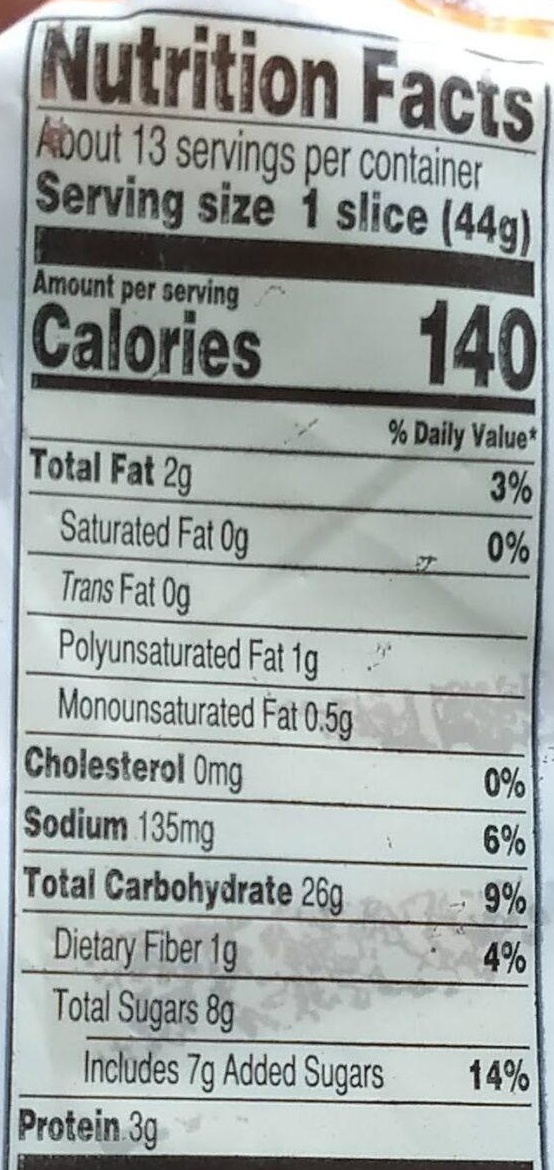 Nutrition Facts
About 13 servings per container
Serving size 1 slice (44g)
Amount per serving
Calories 140
% Daily Value*
Total Fat 2g 3%
Saturated Fat 0g 0%
Trans Fat 0g
Polyunsaturated Fat 1g
Monounsaturated Fat 0.5g
Cholesterol 0mg 0%
Sodium 135mg 6%
Total Carbohydrate 26g 9%
Dietary Fiber 1g 4%
Total Sugars 8g
Includes 7g Added Sugars 14%
Protein 3g